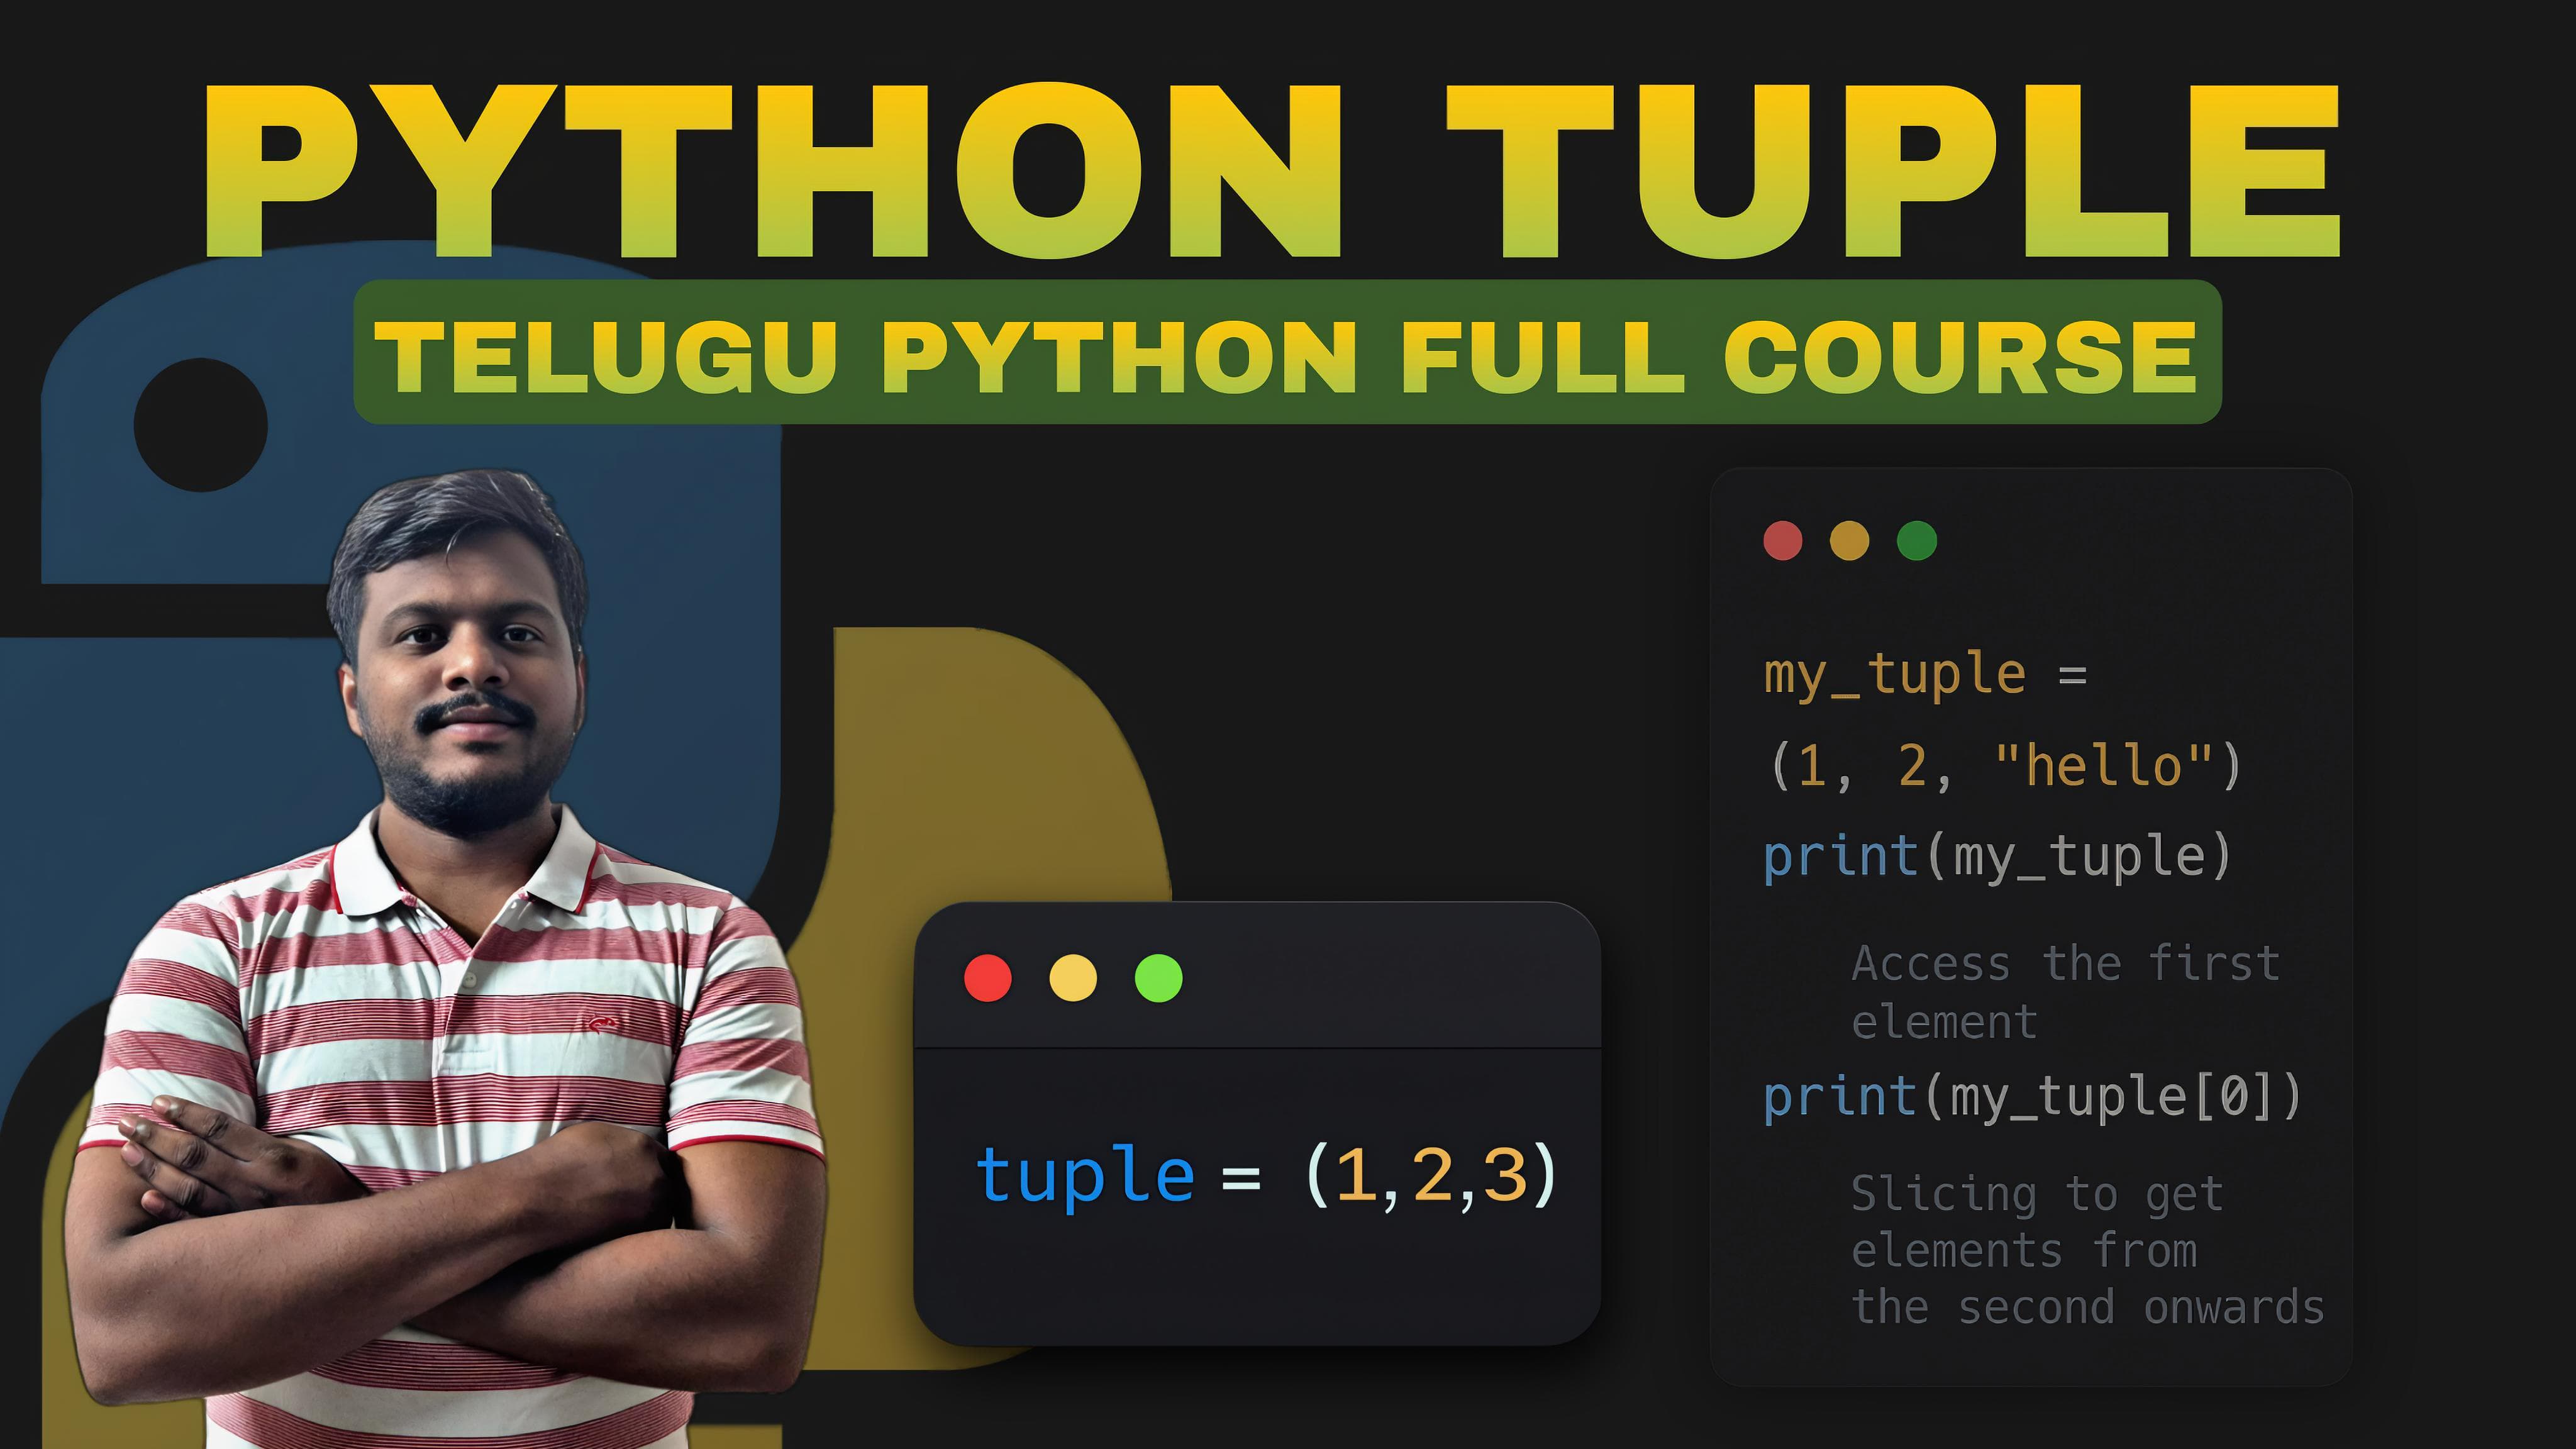 PYTHON TUPLE
TELUGU PYTHON FULL COURSE
tuple = (1,2,3)
my_tuple =
(1, 2, "hello")
print(my_tuple)
Access the first
element
print(my_tuple[0])
Slicing to get
elements from
the second onwards